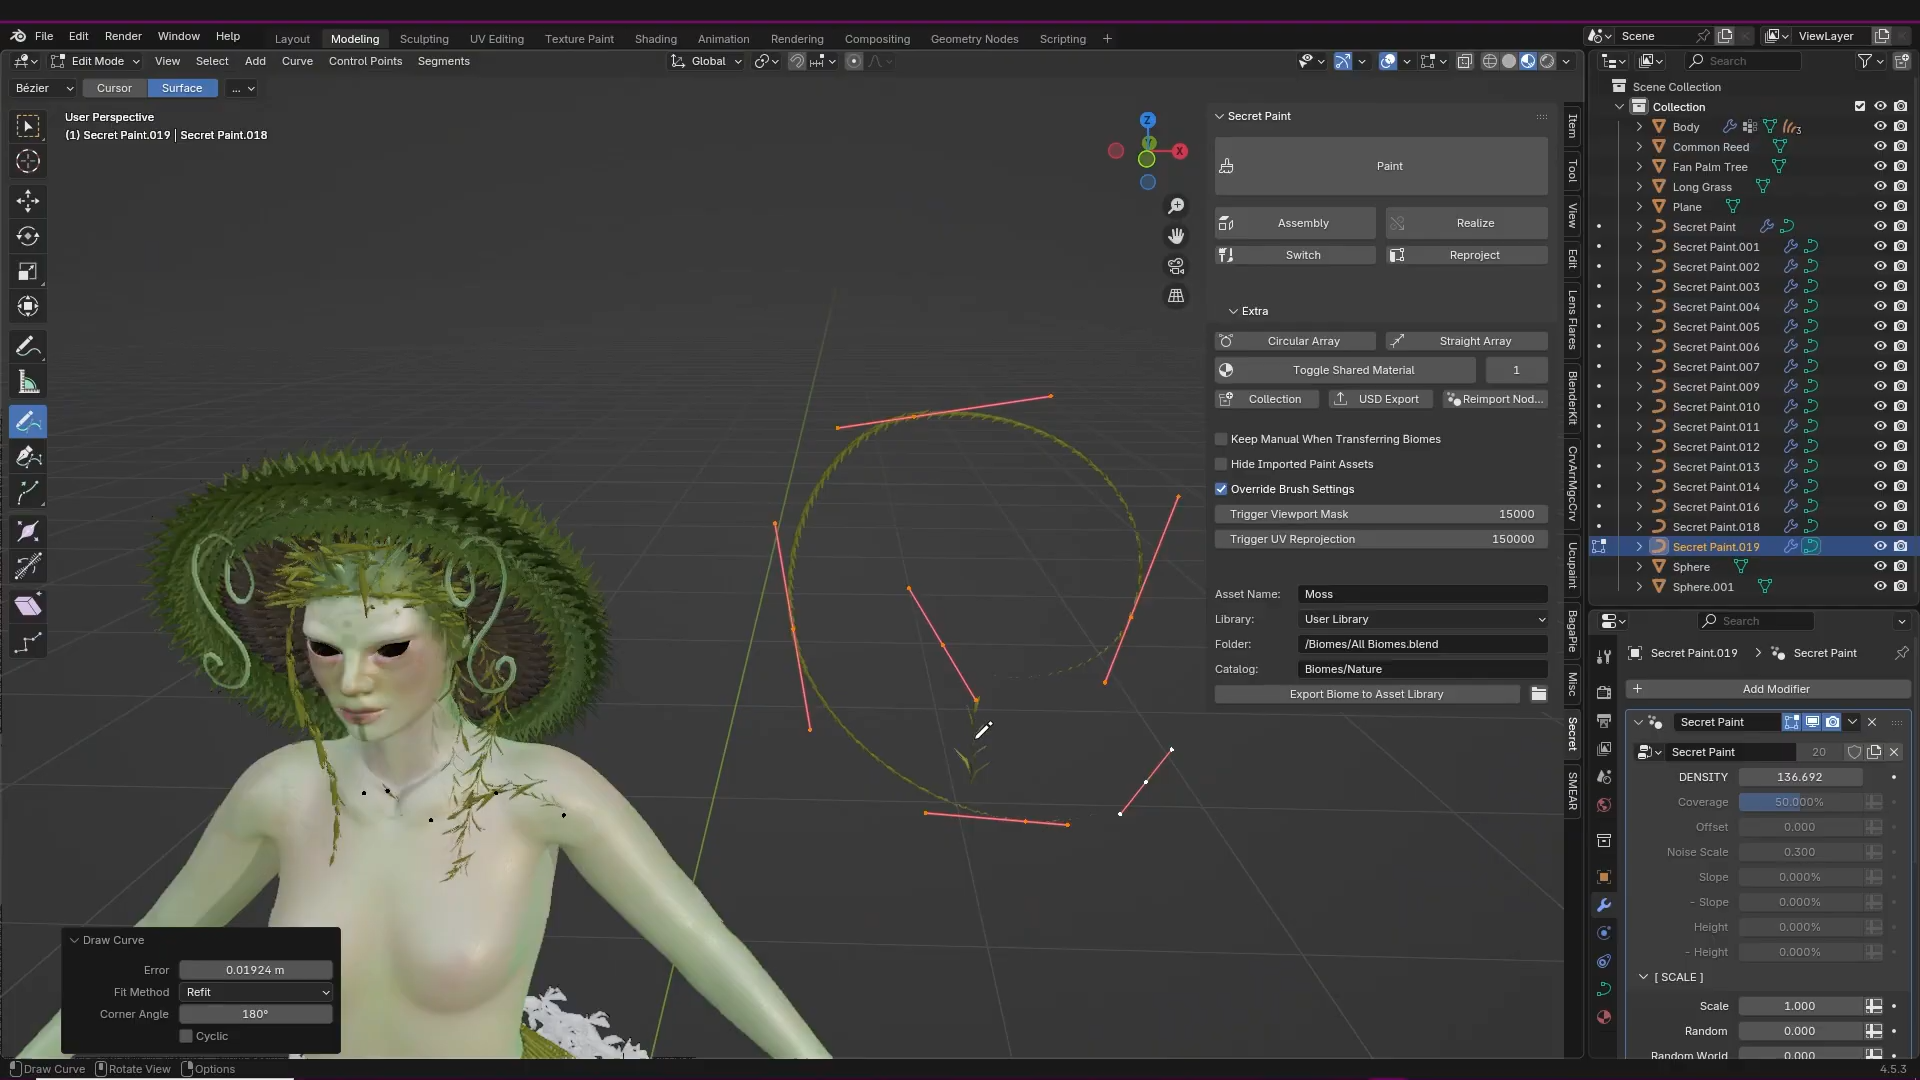 File Edit Render Window Help
Layout Modeling Sculpting UV Editing Texture Paint Shading Animation Rendering Compositing Geometry Nodes Scripting +
Scene
ViewLayer
Edit Mode View Select Add Curve Control Points Segments
Global
Search
Bézier Cursor Surface ...
User Perspective
(1) Secret Paint.019 | Secret Paint.018
Z
Y
X
Secret Paint
Paint
Assembly Realize
Switch Reproject
Extra
Circular Array Straight Array
Toggle Shared Material 1
Collection USD Export Reimport Nod...
Keep Manual When Transferring Biomes
Hide Imported Paint Assets
Override Brush Settings
Trigger Viewport Mask 15000
Trigger UV Reprojection 150000
Asset Name: Moss
Library: User Library
Folder: /Biomes/All Biomes.blend
Catalog: Biomes/Nature
Export Biome to Asset Library
Item
Tool
View
Edit
Lens Flares
BlenderKit
CrvArrMgcCrv
Ucupaint
BagaPie
Misc
Secret
SMEAR
Scene Collection
Collection
Body 3
Common Reed
Fan Palm Tree
Long Grass
Plane
Secret Paint
Secret Paint.001
Secret Paint.002
Secret Paint.003
Secret Paint.004
Secret Paint.005
Secret Paint.006
Secret Paint.007
Secret Paint.009
Secret Paint.010
Secret Paint.011
Secret Paint.012
Secret Paint.013
Secret Paint.014
Secret Paint.016
Secret Paint.018
Secret Paint.019
Sphere
Sphere.001
Search
Secret Paint.019 > Secret Paint
+ Add Modifier
Secret Paint
Secret Paint 20
DENSITY 136.692
Coverage 50.000%
Offset 0.000
Noise Scale 0.300
Slope 0.000%
- Slope 0.000%
Height 0.000%
- Height 0.000%
[ SCALE ]
Scale 1.000
Random 0.000
Random World 0.000
Draw Curve
Error 0.01924 m
Fit Method Refit
Corner Angle 180°
Cyclic
Draw Curve Rotate View Options
4.5.3